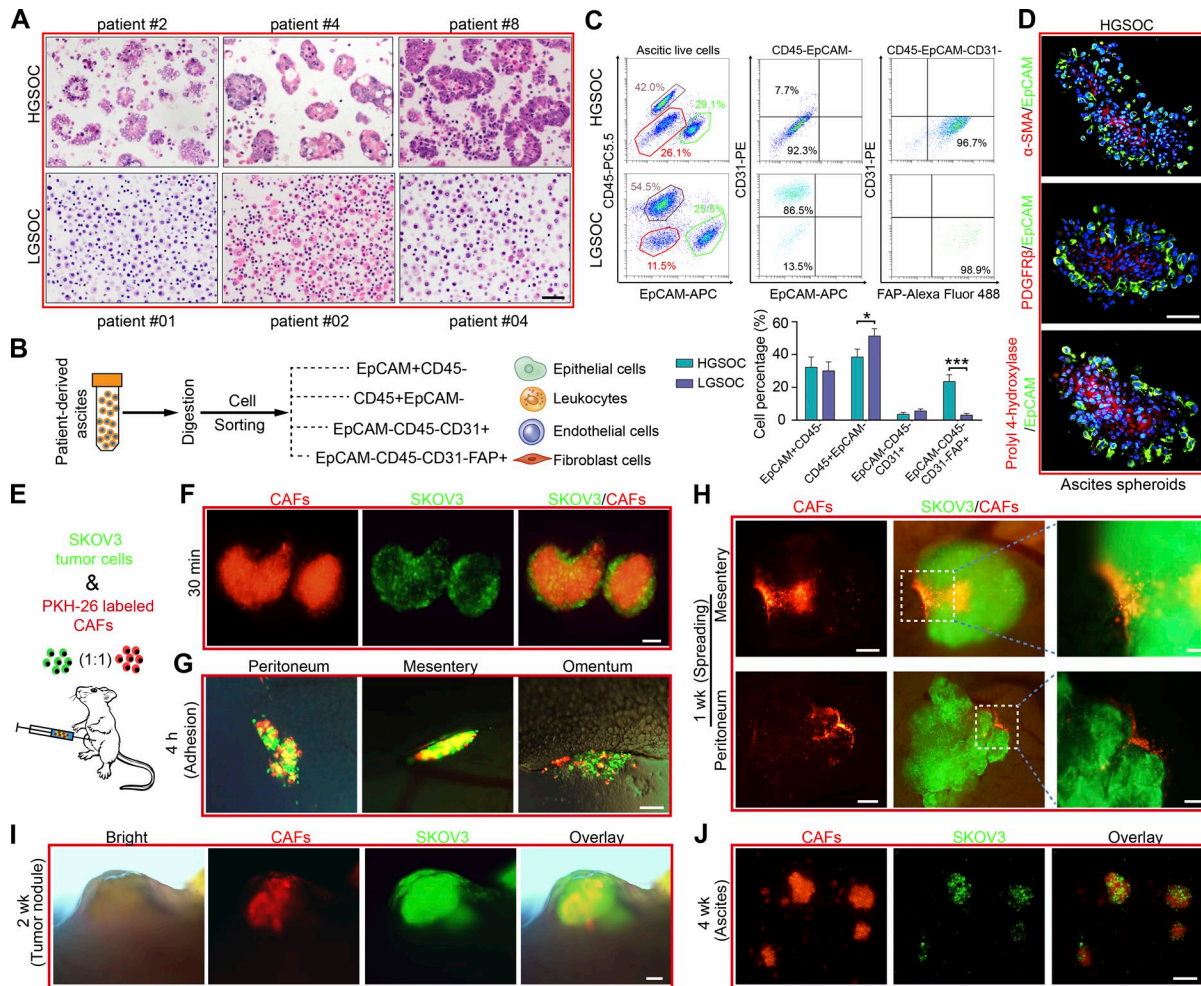 A
patient #2
patient #4
patient #8
HGSOC
LGSOC
patient #01
patient #02
patient #04
B
Patient-derived
ascites
Digestion
Cell
Sorting
EpCAM+CD45-
CD45+EpCAM-
EpCAM-CD45-CD31+
EpCAM-CD45-CD31-FAP+
Epithelial cells
Leukocytes
Endothelial cells
Fibroblast cells
C
Ascitic live cells
CD45-EpCAM-
CD45-EpCAM-CD31-
HGSOC
LGSOC
CD45-PC5.5
CD31-PE
CD31-PE
42.0%
29.1%
26.1%
7.7%
92.3%
96.7%
54.5%
25.5%
11.5%
86.5%
13.5%
98.9%
EpCAM-APC
EpCAM-APC
FAP-Alexa Fluor 488
Cell percentage (%)
80
60
40
20
0
*
***
HGSOC
LGSOC
EpCAM+CD45-
CD45+EpCAM-
EpCAM-CD45-
CD31+
EpCAM-CD45-
CD31-FAP+
D
HGSOC
α-SMA/EpCAM
PDGFRβ/EpCAM
Prolyl 4-hydroxylase
/EpCAM
Ascites spheroids
E
SKOV3
tumor cells
&
PKH-26 labeled
CAFs
(1:1)
F
CAFs
SKOV3
SKOV3/CAFs
30 min
G
Peritoneum
Mesentery
Omentum
4 h
(Adhesion)
H
CAFs
SKOV3/CAFs
1 wk (Spreading)
Mesentery
Peritoneum
I
Bright
CAFs
SKOV3
Overlay
2 wk
(Tumor nodule)
J
CAFs
SKOV3
Overlay
4 wk
(Ascites)